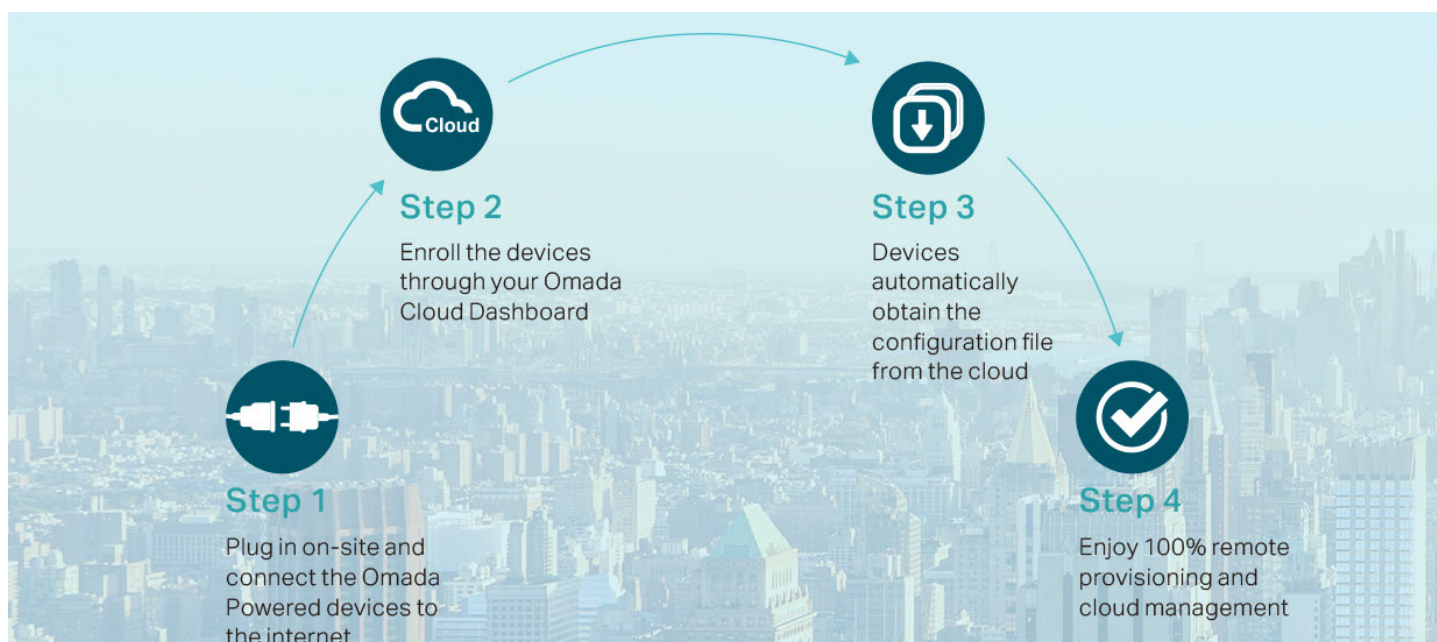 Cloud
Step 1
Plug in on-site and
connect the Omada
Powered devices to
the internet
Step 2
Enroll the devices
through your Omada
Cloud Dashboard
Step 3
Devices
automatically
obtain the
configuration file
from the cloud
Step 4
Enjoy 100% remote
provisioning and
cloud management